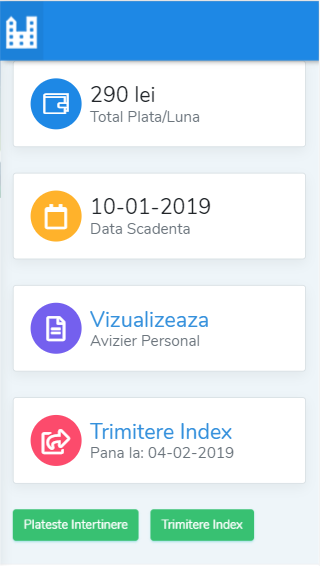 290 lei
Total Plata/Luna
10-01-2019
Data Scadenta
Vizualizeaza
Avizier Personal
Trimitere Index
Pana la: 04-02-2019
Plateste Intertinere
Trimitere Index